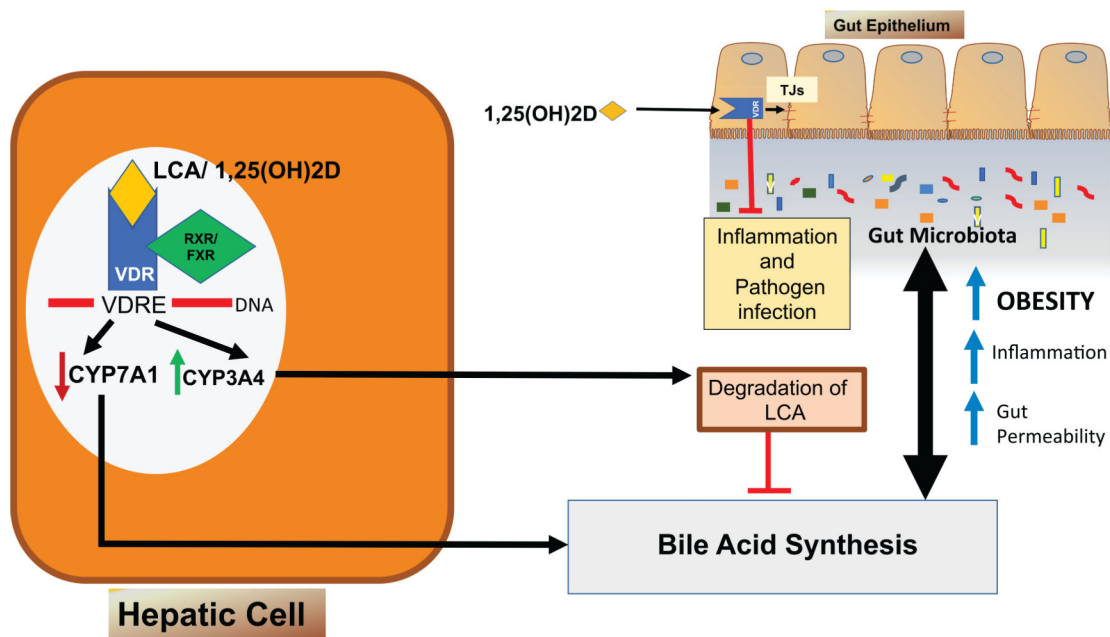 Gut Epithelium
TJs
1,25(OH)2D
VDR
LCA/ 1,25(OH)2D
RXR/
FXR
VDR
VDRE
DNA
CYP7A1
CYP3A4
Inflammation
and
Pathogen
infection
Gut Microbiota
OBESITY
Inflammation
Gut
Permeability
Degradation of
LCA
Bile Acid Synthesis
Hepatic Cell